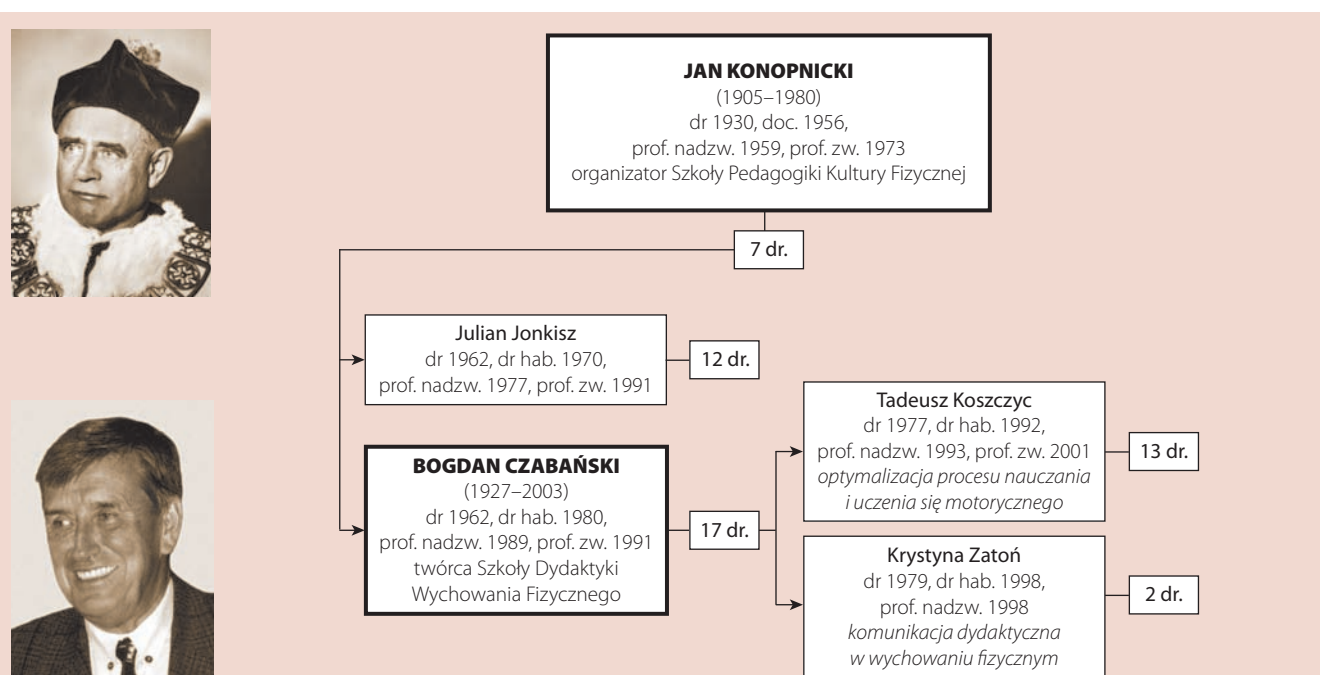 JAN KONOPNICKI
(1905–1980)
dr 1930, doc. 1956,
prof. nadzw. 1959, prof. zw. 1973
organizator Szkoły Pedagogiki Kultury Fizycznej
7 dr.
Julian Jonkisz
dr 1962, dr hab. 1970,
prof. nadzw. 1977, prof. zw. 1991
12 dr.
BOGDAN CZABAŃSKI
(1927–2003)
dr 1962, dr hab. 1980,
prof. nadzw. 1989, prof. zw. 1991
twórca Szkoły Dydaktyki
Wychowania Fizycznego
17 dr.
Tadeusz Koszczyc
dr 1977, dr hab. 1992,
prof. nadzw. 1993, prof. zw. 2001
optymalizacja procesu nauczania
i uczenia się motorycznego
13 dr.
Krystyna Zatoń
dr 1979, dr hab. 1998,
prof. nadzw. 1998
komunikacja dydaktyczna
w wychowaniu fizycznym
2 dr.